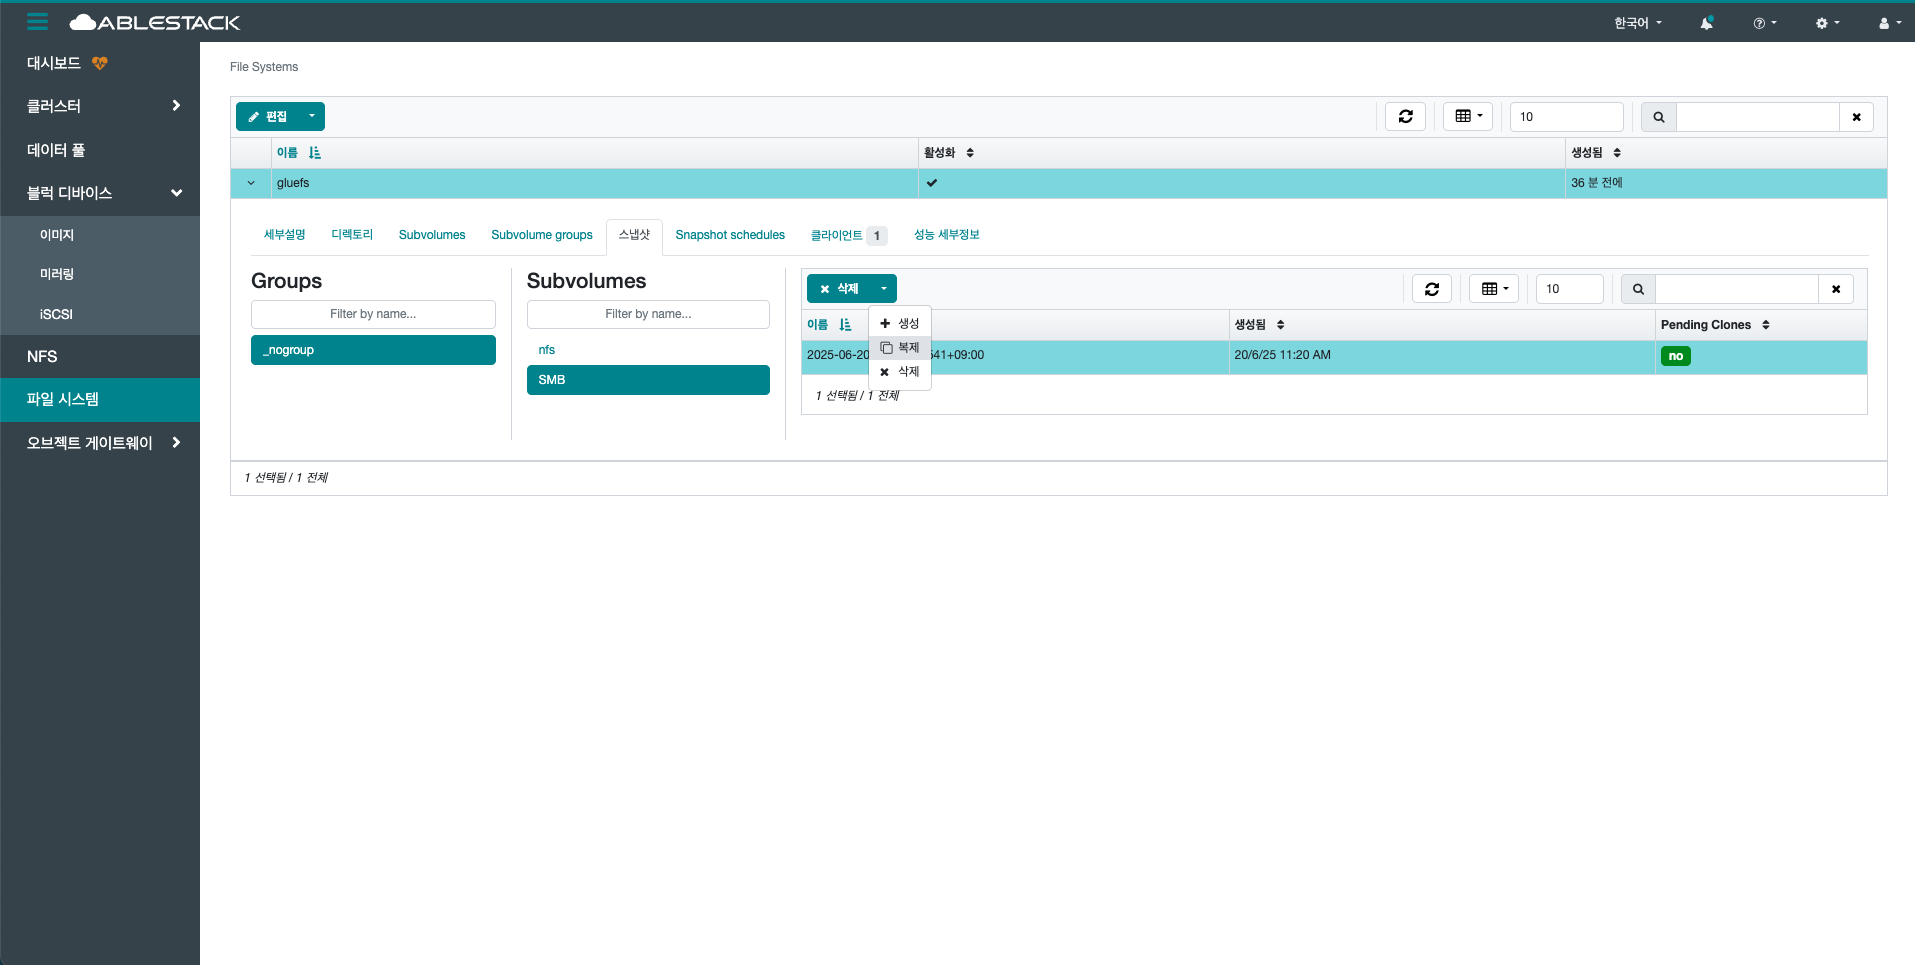 ABLESTACK
한국어
대시보드
클러스터
데이터 풀
블럭 디바이스
이미지
미러링
iSCSI
NFS
파일 시스템
오브젝트 게이트웨이
File Systems
편집
10
이름 활성화 생성됨
gluefs 36 분 전에
세부설명 디렉토리 Subvolumes Subvolume groups 스냅샷 Snapshot schedules 클라이언트 1 성능 세부정보
Groups
Filter by name...
_nogroup
Subvolumes
Filter by name...
nfs
SMB
삭제
10
생성
복제
삭제
이름 생성됨 Pending Clones
2025-06-20 641+09:00 20/6/25 11:20 AM no
1 선택됨 / 1 전체
1 선택됨 / 1 전체